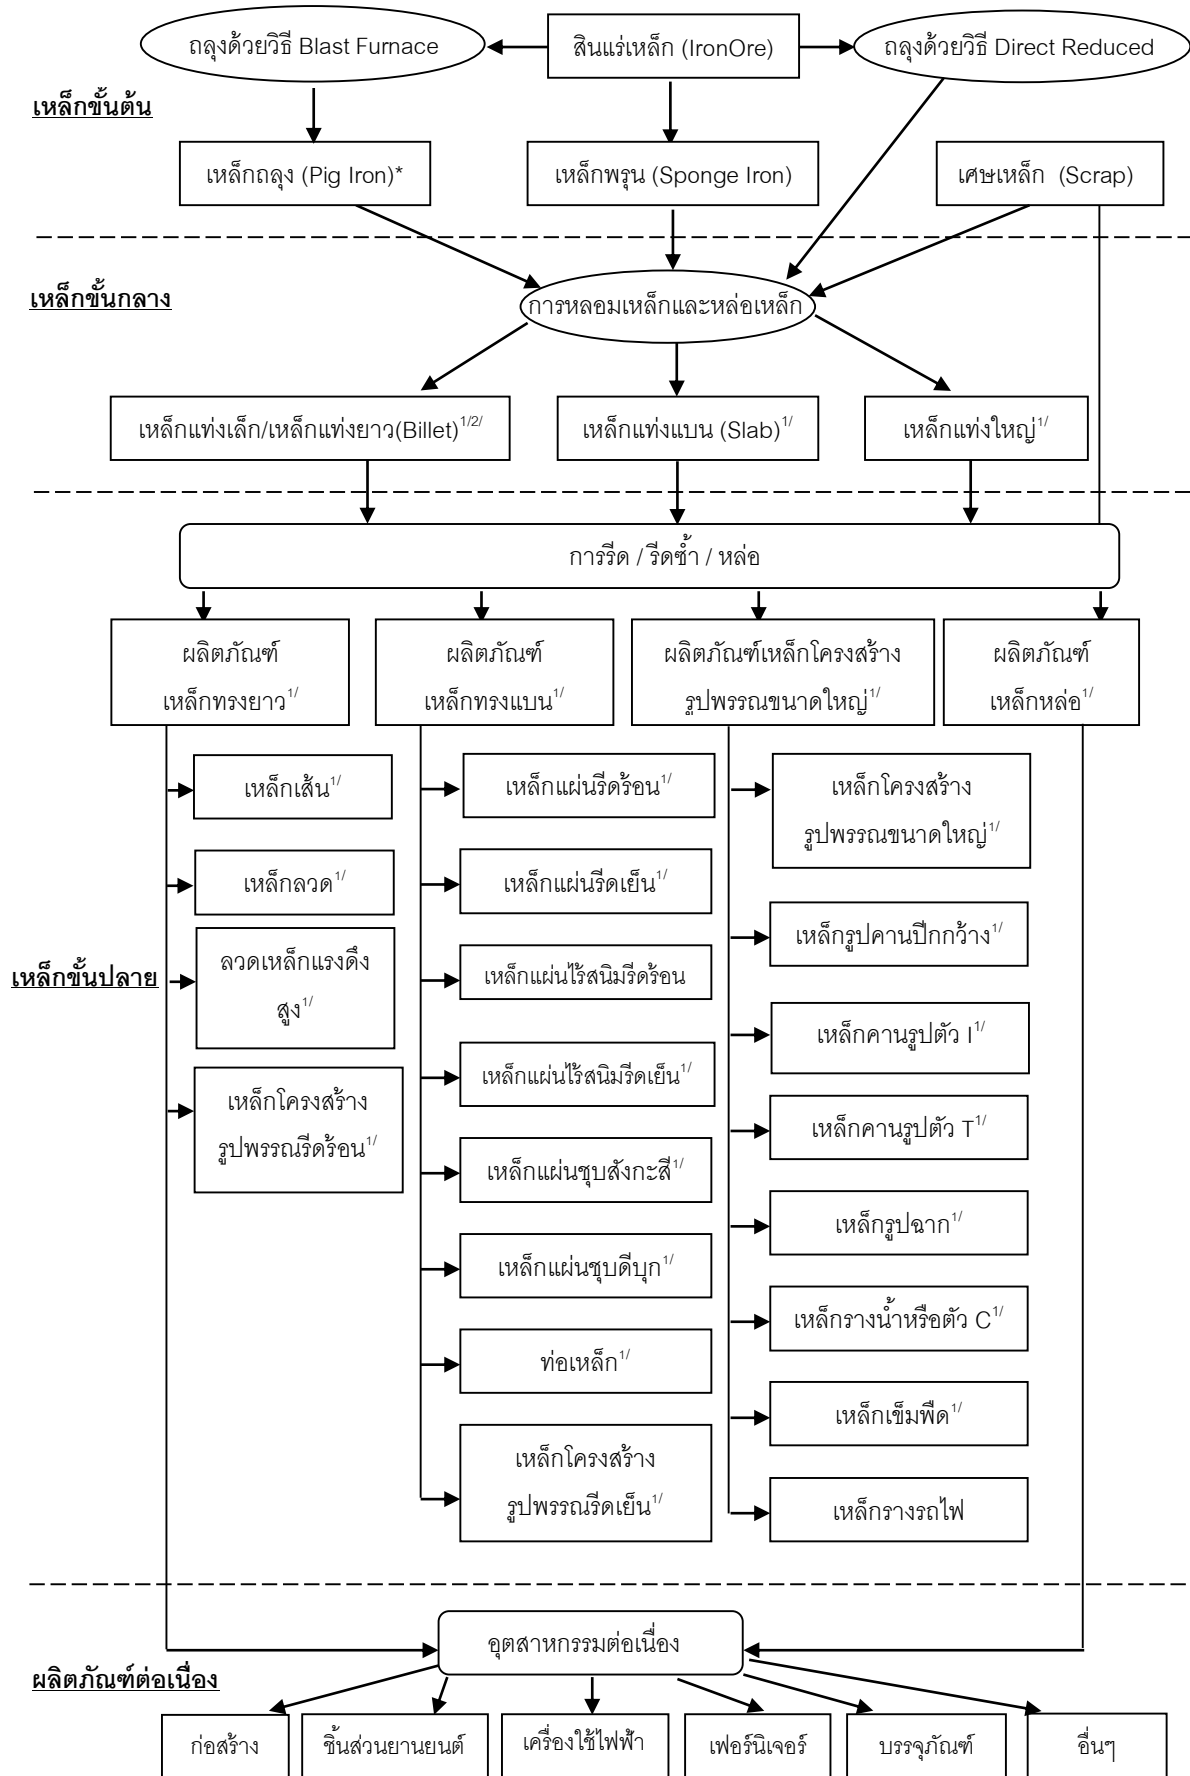 ถลุงด้วยวิธี Blast Furnace
สินแร่เหล็ก (IronOre)
ถลุงด้วยวิธี Direct Reduced
เหล็กขั้นต้น
เหล็กถลุง (Pig Iron)*
เหล็กพรุน (Sponge Iron)
เศษเหล็ก (Scrap)
เหล็กขั้นกลาง
การหลอมเหล็กและหล่อเหล็ก
เหล็กแท่งเล็ก/เหล็กแท่งยาว(Billet)1/2/
เหล็กแท่งแบน (Slab)1/
เหล็กแท่งใหญ่1/
การรีด / รีดซ้ำ / หล่อ
ผลิตภัณฑ์
เหล็กทรงยาว1/
ผลิตภัณฑ์
เหล็กทรงแบน1/
ผลิตภัณฑ์เหล็กโครงสร้าง
รูปพรรณขนาดใหญ่1/
ผลิตภัณฑ์
เหล็กหล่อ1/
เหล็กขั้นปลาย
เหล็กเส้น1/
เหล็กลวด1/
ลวดเหล็กแรงดึง
สูง1/
เหล็กโครงสร้าง
รูปพรรณรีดร้อน1/
เหล็กแผ่นรีดร้อน1/
เหล็กแผ่นรีดเย็น1/
เหล็กแผ่นไร้สนิมรีดร้อน
เหล็กแผ่นไร้สนิมรีดเย็น1/
เหล็กแผ่นชุบสังกะสี1/
เหล็กแผ่นชุบดีบุก1/
ท่อเหล็ก1/
เหล็กโครงสร้าง
รูปพรรณรีดเย็น1/
เหล็กโครงสร้าง
รูปพรรณขนาดใหญ่1/
เหล็กรูปคานปีกกว้าง1/
เหล็กคานรูปตัว I1/
เหล็กคานรูปตัว T1/
เหล็กรูปฉาก1/
เหล็กรางน้ำหรือตัว C1/
เหล็กเข็มพืด1/
เหล็กรางรถไฟ
อุตสาหกรรมต่อเนื่อง
ผลิตภัณฑ์ต่อเนื่อง
ก่อสร้าง
ชิ้นส่วนยานยนต์
เครื่องใช้ไฟฟ้า
เฟอร์นิเจอร์
บรรจุภัณฑ์
อื่นๆ